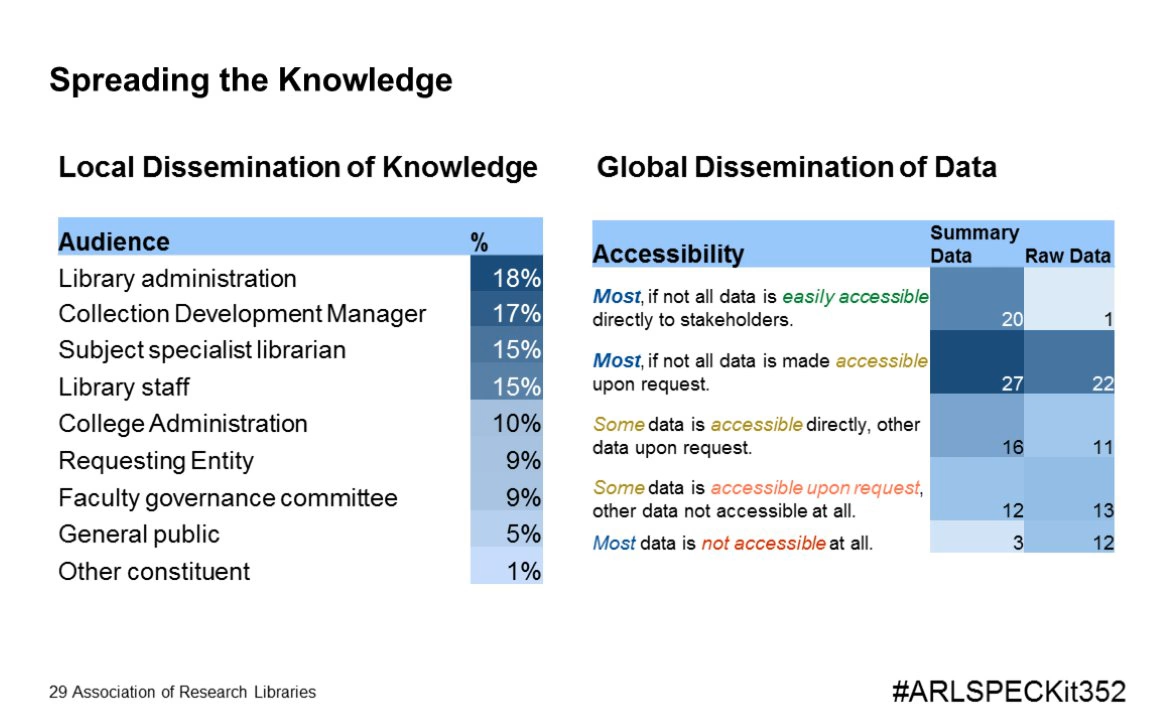 Spreading the Knowledge
Local Dissemination of Knowledge
Audience %
Library administration 18%
Collection Development Manager 17%
Subject specialist librarian 15%
Library staff 15%
College Administration 10%
Requesting Entity 9%
Faculty governance committee 9%
General public 5%
Other constituent 1%
Global Dissemination of Data
Accessibility Summary Data Raw Data
Most, if not all data is easily accessible
directly to stakeholders. 20 1
Most, if not all data is made accessible
upon request. 27 22
Some data is accessible directly, other
data upon request. 16 11
Some data is accessible upon request,
other data not accessible at all. 12 13
Most data is not accessible at all. 3 12
29 Association of Research Libraries
#ARLSPECKit352